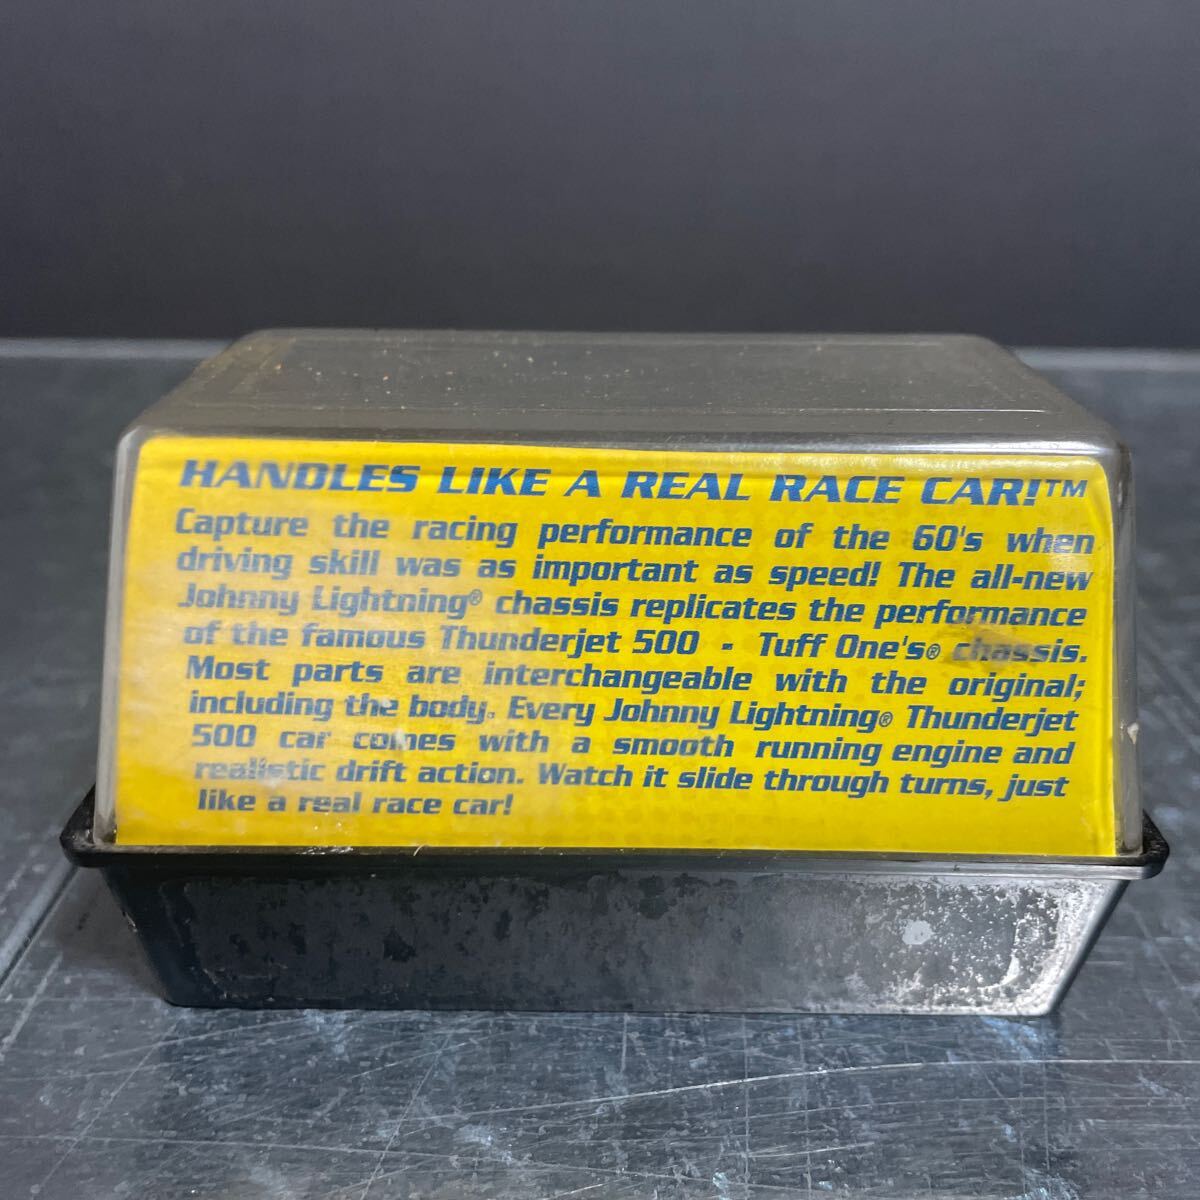 HANDLES LIKE A REAL RACE CAR!™
Capture the racing performance of the 60's when
driving skill was as important as speed! The all-new
Johnny Lightning® chassis replicates the performance
of the famous Thunderjet 500 - Tuff One's® chassis.
Most parts are interchangeable with the original;
including the body. Every Johnny Lightning® Thunderjet
500 car comes with a smooth running engine and
realistic drift action. Watch it slide through turns, just
like a real race car!